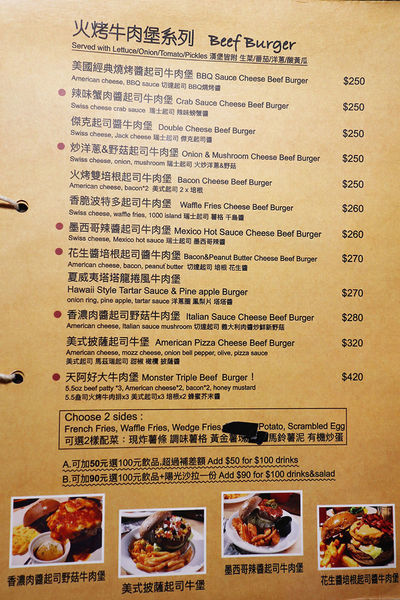 火烤牛肉堡系列 Beef Burger
Served with Lettuce/Onion/Tomato/Pickles 漢堡皆附 生菜/番茄/洋蔥/酸黃瓜
美國經典燒烤醬起司牛肉堡 BBQ Sauce Cheese Beef Burger $250
American cheese, BBQ sauce 切達起司 BBQ燒烤醬
辣味蟹肉醬起司牛肉堡 Crab Sauce Cheese Beef Burger $250
Swiss cheese crab sauce 瑞士起司 辣味螃蟹醬
傑克起司醬牛肉堡 Double Cheese Beef Burger $250
Swiss cheese, Jack cheese 瑞士起司 傑克起司醬
炒洋蔥&野菇起司牛肉堡 Onion & Mushroom Cheese Beef Burger $250
Swiss cheese, onion, mushroom 瑞士起司 火炒洋蔥&野菇
火烤雙培根起司牛肉堡 Bacon Cheese Beef Burger $250
American cheese, bacon*2 美式起司 2 x 培根
香脆波特多起司牛肉堡 Waffle Fries Cheese Beef Burger $260
Swiss cheese, waffle fries, 1000 island 瑞士起司 薯格 千島醬
墨西哥辣醬起司牛肉堡 Mexico Hot Sauce Cheese Beef Burger $260
Swiss cheese, Mexico hot sauce 瑞士起司 墨西哥辣醬
花生醬培根起司醬牛肉堡 Bacon&Peanut Butter Cheese Beef Burger $270
American cheese, bacon, peanut butter 切達起司 培根 花生醬
夏威夷塔塔龍捲風牛肉堡
Hawaii Style Tartar Sauce & Pine apple Burger $270
onion ring, pine apple, tartar sauce 洋蔥圈 鳳梨片 塔塔醬
香濃肉醬起司野菇牛肉堡 Italian Sauce Cheese Beef Burger $280
American cheese, Italian sauce mushroom 切達起司 義大利肉醬炒鮮新野菇
美式披薩起司牛堡 American Pizza Cheese Beef Burger $320
American cheese, mozz cheese, onion bell pepper, olive, pizza sauce
美式起司 馬茲瑞起司 甜椒 橄欖 披薩醬
天阿好大牛肉堡 Monster Triple Beef Burger！ $420
5.5oz beef patty *3, American cheese*2, bacon*2, honey mustard
5.5盎司火烤牛肉排x3 美式起司x3 培根x2 蜂蜜芥末醬
Choose 2 sides :
French Fries, Waffle Fries, Wedge Fries, Potato, Scrambled Egg
可選2樣配菜：現炸薯條 調味薯格 黃金薯塊 馬鈴薯泥 有機炒蛋
A.可加50元選100元飲品,超過補差額 Add $50 for $100 drinks
B.可加90元選100元飲品+陽光沙拉一份 Add $90 for $100 drinks&salad
香濃肉醬起司野菇牛肉堡
美式披薩起司牛堡
墨西哥辣醬起司牛肉堡
花生醬培根起司醬牛肉堡